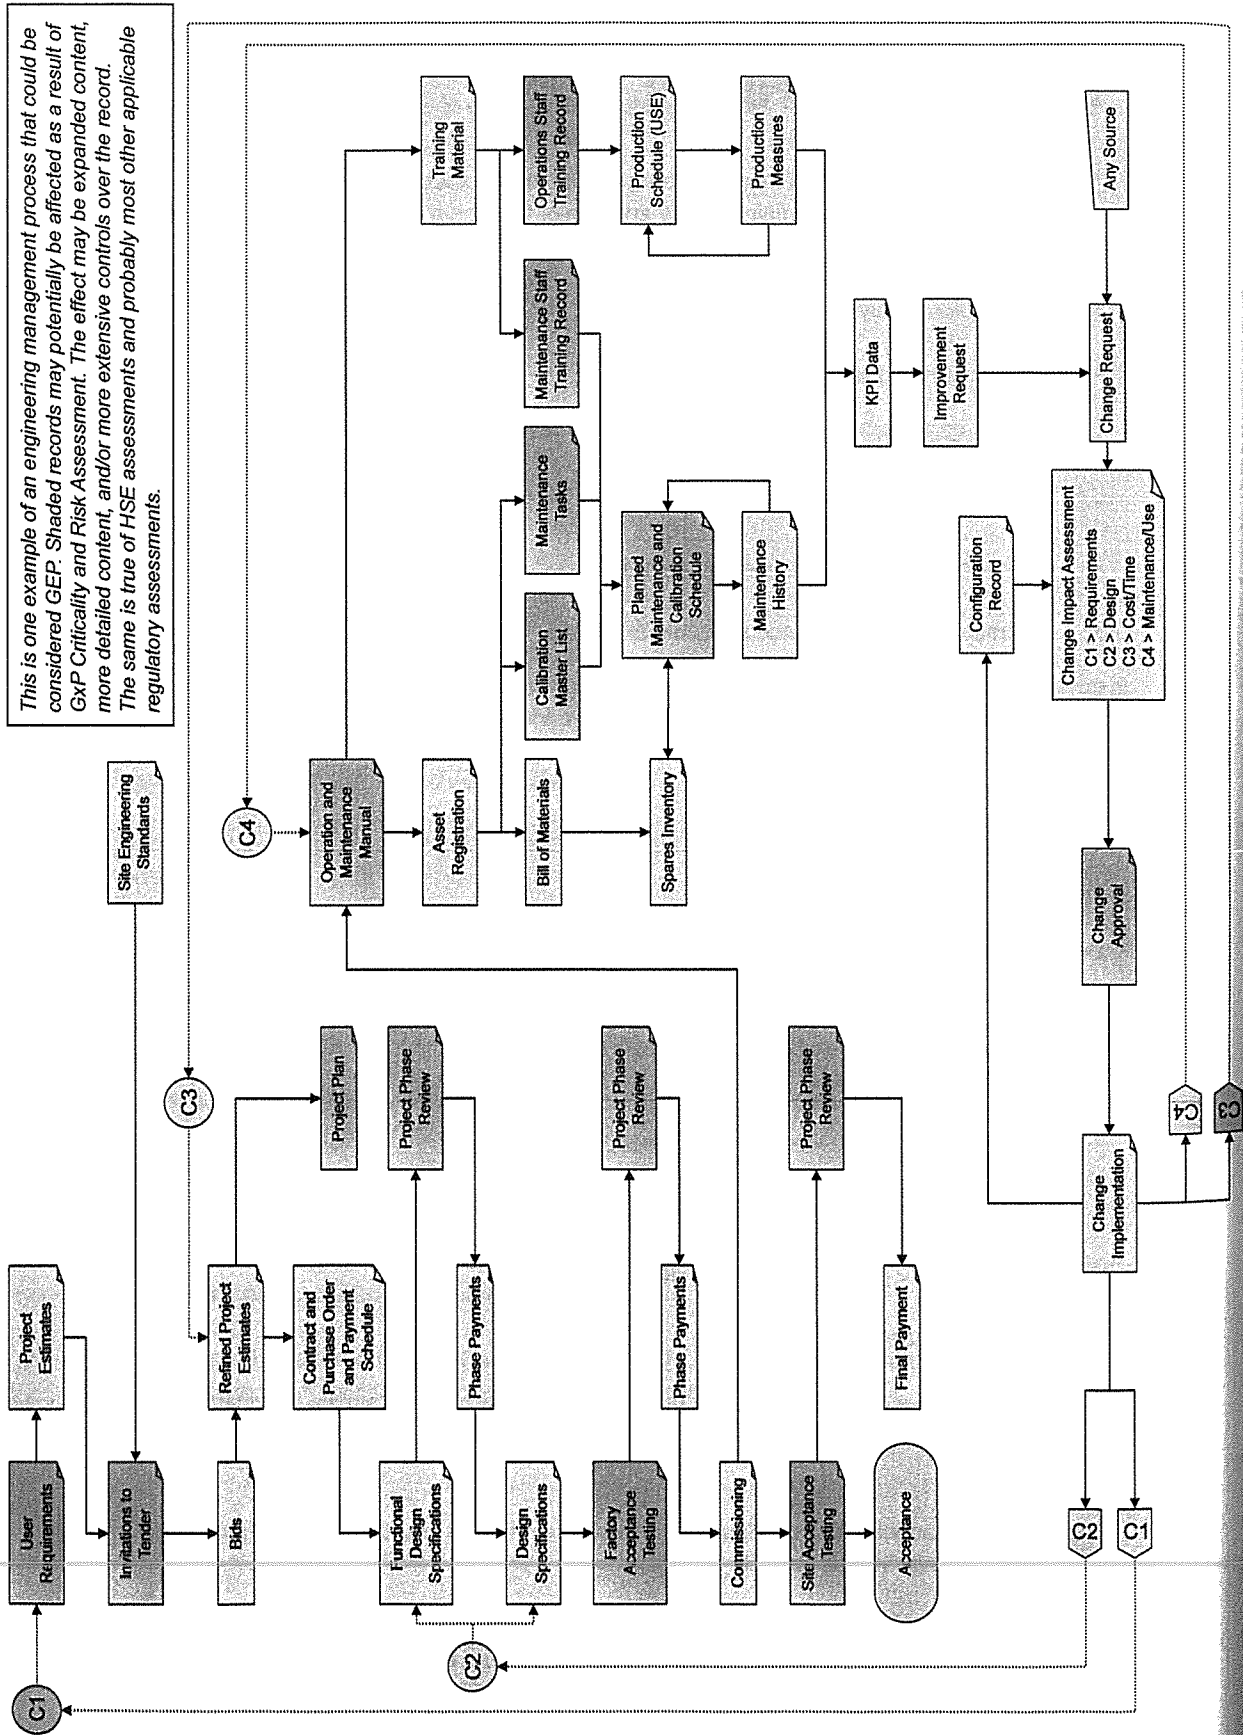 This is one example of an engineering management process that could be
considered GEP. Shaded records may potentially be affected as a result of
GxP Criticality and Risk Assessment. The effect may be expanded content,
more detailed content, and/or more extensive controls over the record.
The same is true of HSE assessments and probably most other applicable
regulatory assessments.
C1
User
Requirements
Project
Estimates
Site Engineering
Standards
Invitations to
Tender
Bids
C3
Refined Project
Estimates
Project Plan
Contract and
Purchase Order
and Payment
Schedule
Functional
Design
Specifications
Project Phase
Review
Phase Payments
C2
Design
Specifications
Factory
Acceptance
Testing
Project Phase
Review
Phase Payments
Commissioning
Site Acceptance
Testing
Project Phase
Review
Final Payment
Acceptance
C4
Operation and
Maintenance
Manual
Training
Material
Asset
Registration
Bill of Materials
Calibration
Master List
Maintenance
Tasks
Maintenance Staff
Training Record
Operations Staff
Training Record
Spares Inventory
Planned
Maintenance and
Calibration
Schedule
Production
Schedule (USE)
Maintenance
History
Production
Measures
KPI Data
Improvement
Request
Configuration
Record
Change Impact Assessment
C1 > Requirements
C2 > Design
C3 > Cost/Time
C4 > Maintenance/Use
Change Request
Any Source
Change
Approval
Change
Implementation
C2
C1
C4
C3